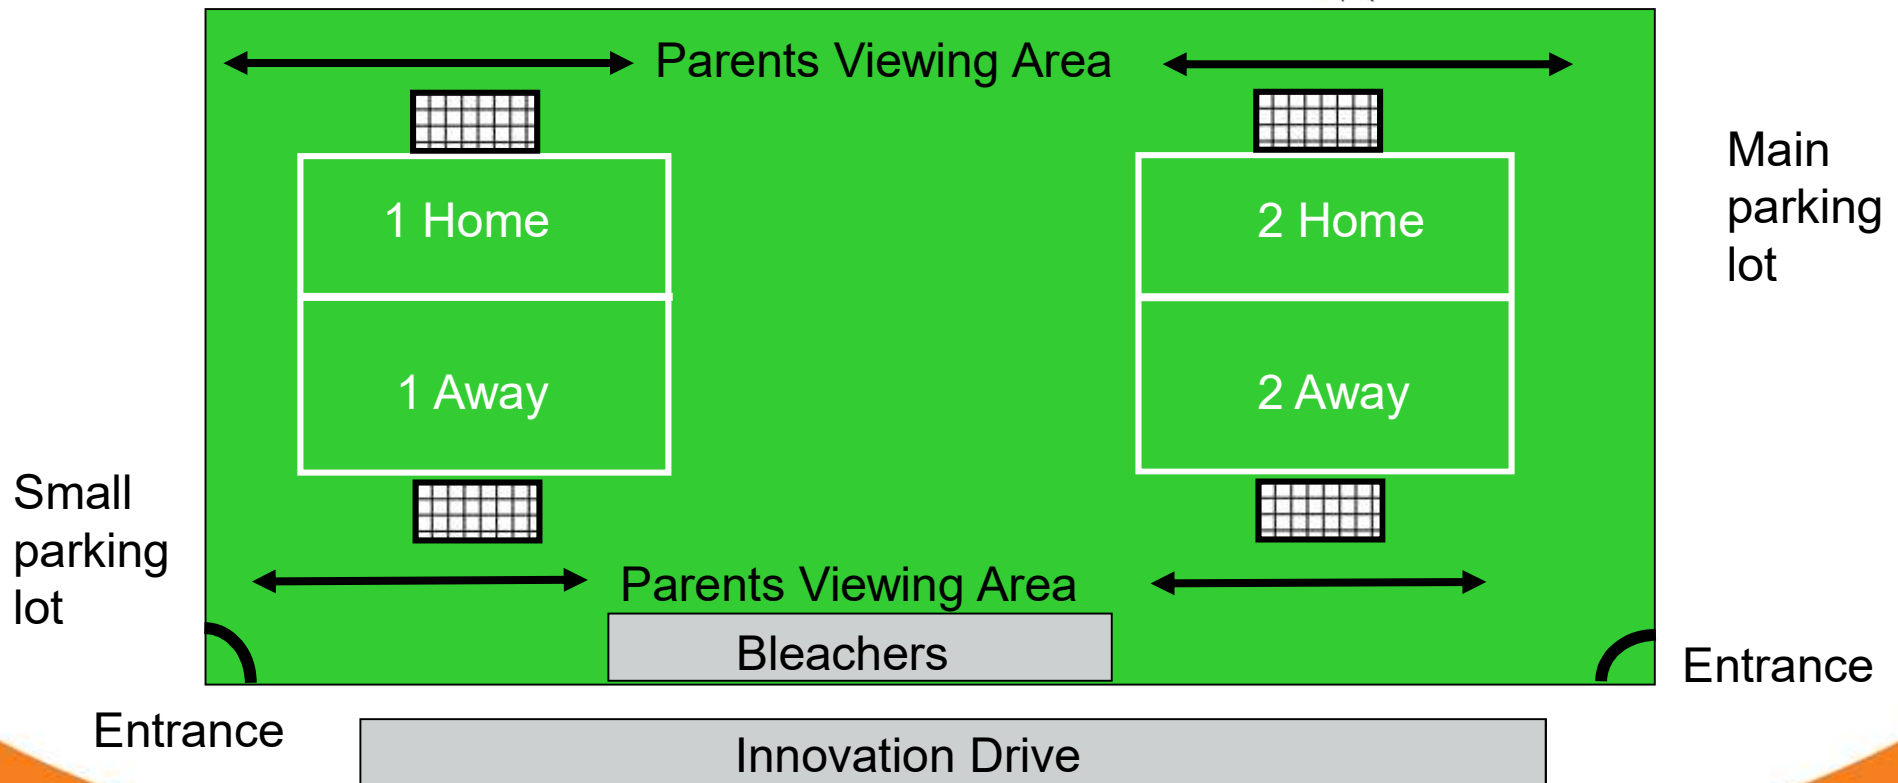 Parents Viewing Area
Main
parking
lot
1 Home
2 Home
1 Away
2 Away
Small
parking
lot
Parents Viewing Area
Bleachers
Entrance
Entrance
Innovation Drive